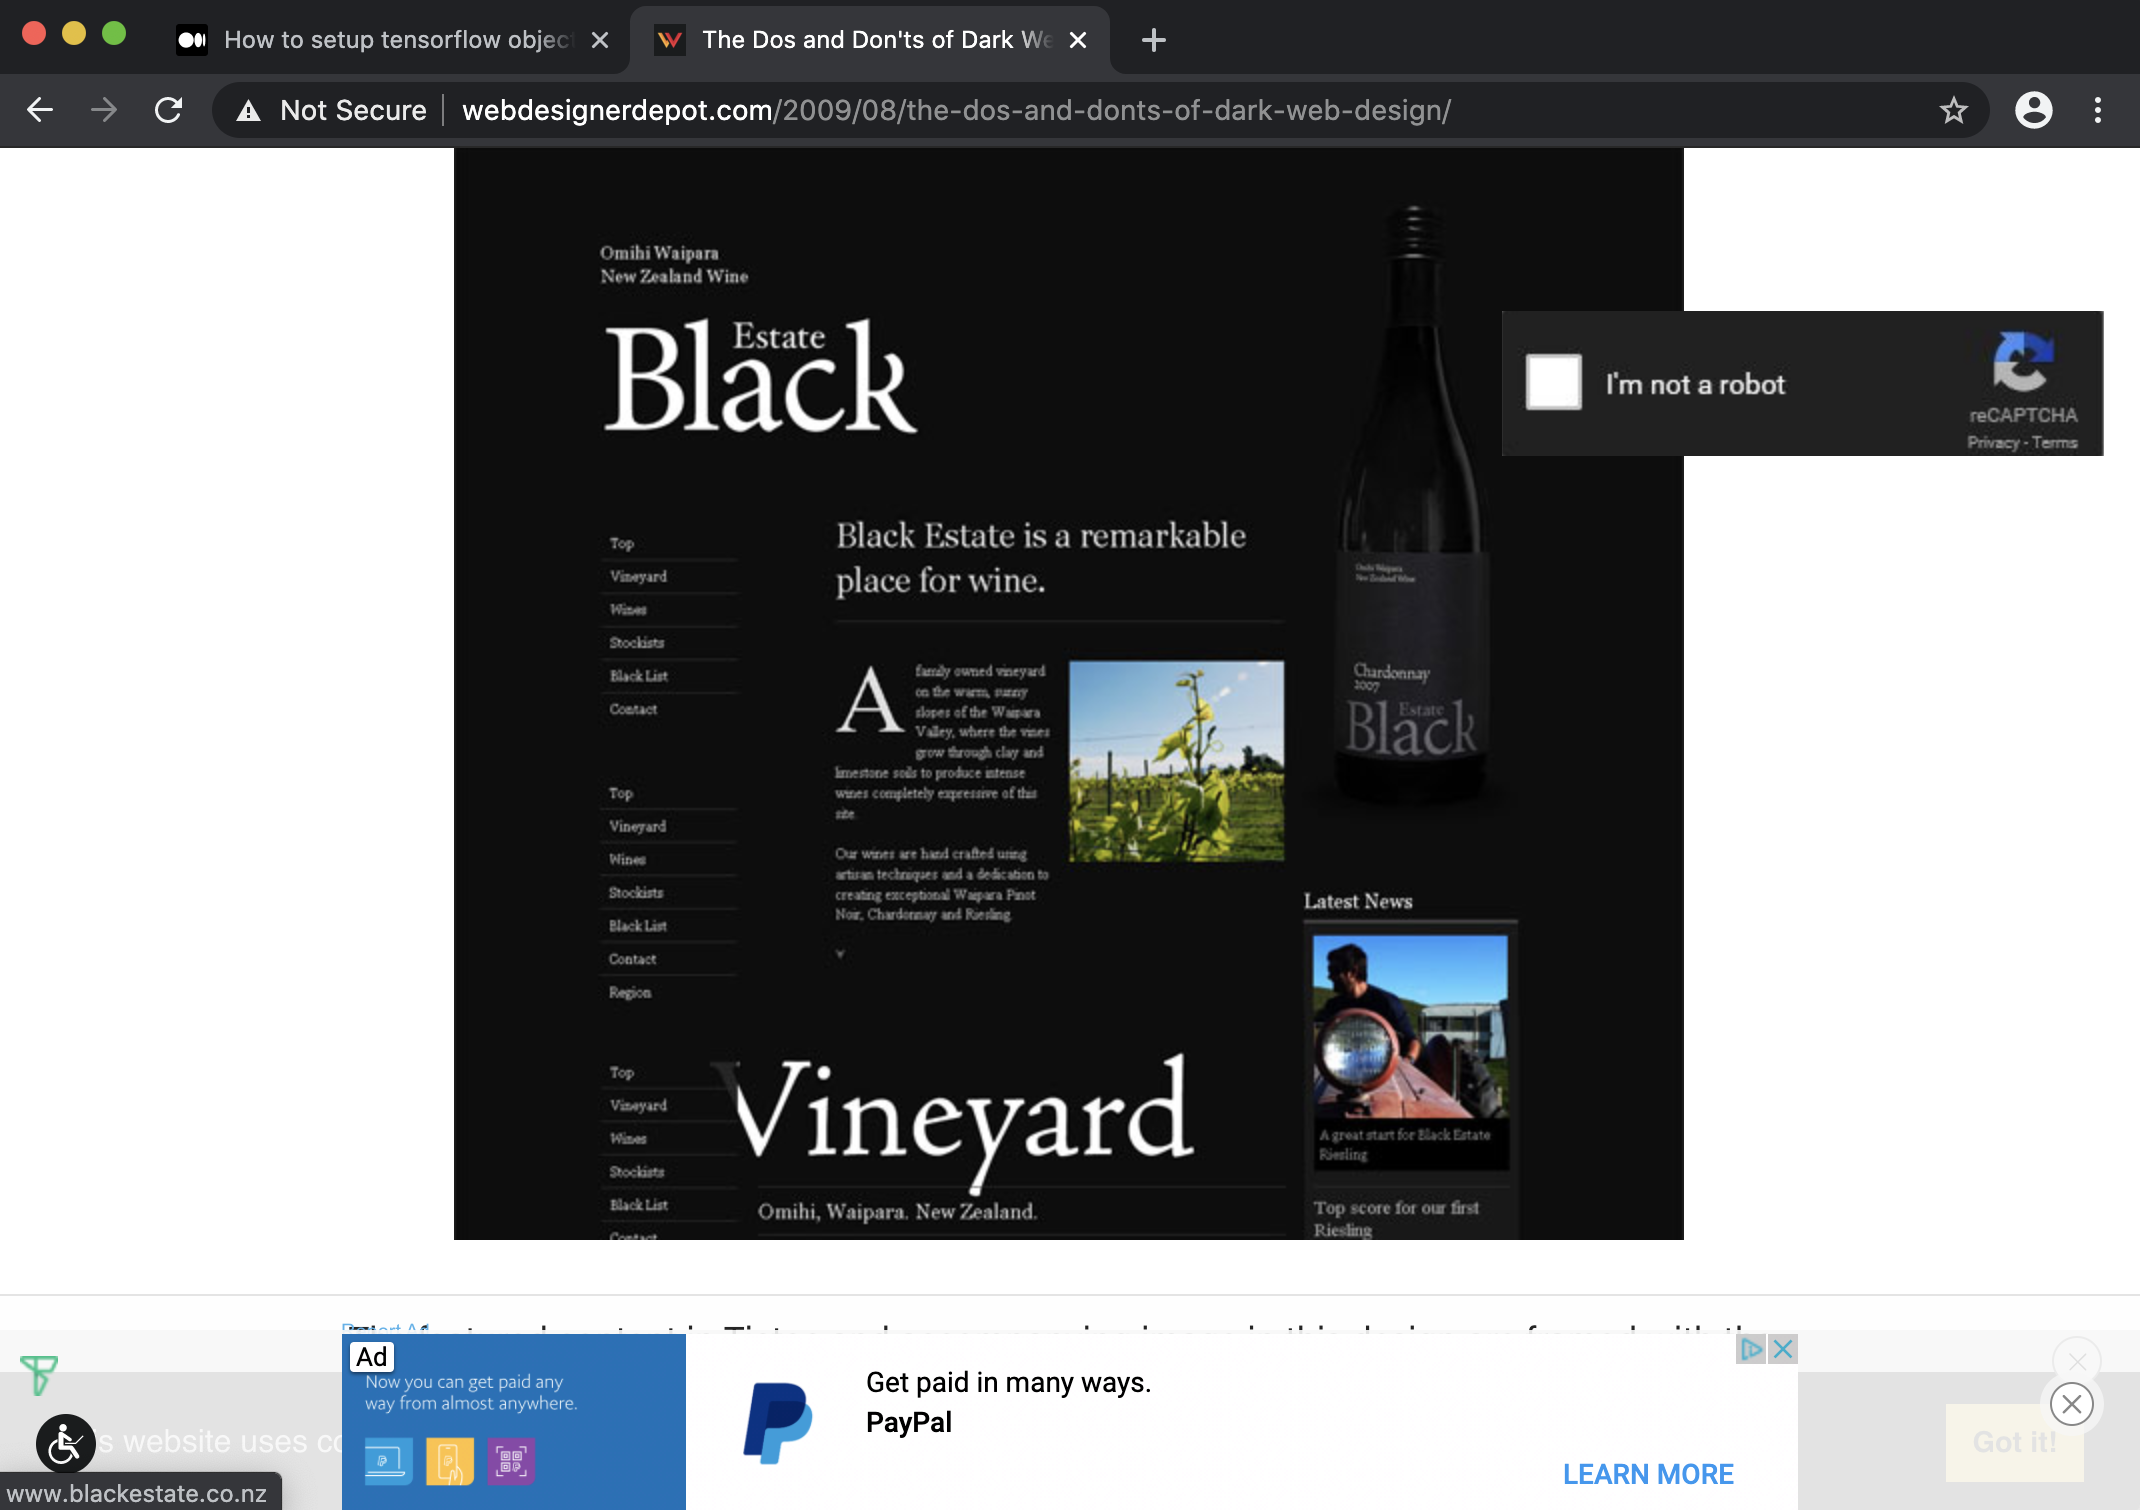 How to setup tensorflow objec
The Dos and Don'ts of Dark We
Not Secure
webdesignerdepot.com/2009/08/the-dos-and-donts-of-dark-web-design/
Omihi Waipara
New Zealand Wine
Estate
Black
I'm not a robot
reCAPTCHA
Privacy - Terms
Top
Vineyard
Wines
Stockists
Black List
Contact
Black Estate is a remarkable
place for wine.
A family owned vineyard
on the warm, sunny
slopes of the Waipara
Valley, where the vines
grow through clay and
limestone soils to produce intense
wines completely expressive of this
site.
Our wines are hand crafted using
artisan techniques and a dedication to
creating exceptional Waipara Pinot
Noir, Chardonnay and Riesling.
Omihi Waipara
New Zealand Wine
Chardonnay
2007
Estate
Black
Top
Vineyard
Wines
Stockists
Black List
Contact
Region
Latest News
A great start for Black Estate
Riesling
Top score for our first
Riesling
Top
Vineyard
Wines
Stockists
Black List
Contact
Vineyard
Omihi, Waipara. New Zealand.
Report Ad
Ad
Now you can get paid any
way from almost anywhere.
Get paid in many ways.
PayPal
LEARN MORE
s website uses co
Got it!
www.blackestate.co.nz